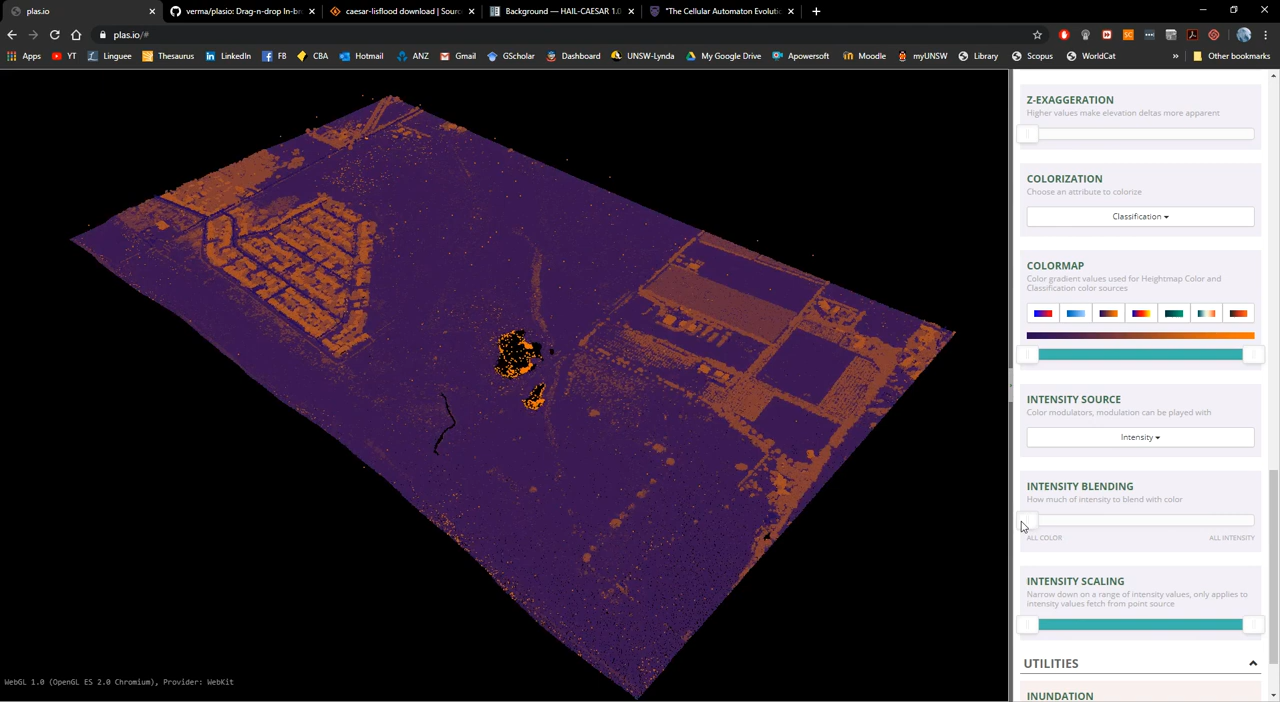 plas.io
verma/plasio: Drag-n-drop In-bro
caesar-lisflood download | Sourc
Background — HAIL-CAESAR 1.0
"The Cellular Automaton Evolutio
plas.io/#
Apps
YT
Linguee
Thesaurus
LinkedIn
FB
CBA
Hotmail
ANZ
Gmail
GScholar
Dashboard
UNSW-Lynda
My Google Drive
Apowersoft
Moodle
myUNSW
Library
Scopus
WorldCat
»
Other bookmarks
Z-EXAGGERATION
Higher values make elevation deltas more apparent
COLORIZATION
Choose an attribute to colorize
Classification
COLORMAP
Color gradient values used for Heightmap Color and
Classification color sources
INTENSITY SOURCE
Color modulators, modulation can be played with
Intensity
INTENSITY BLENDING
How much of intensity to blend with color
ALL COLOR
ALL INTENSITY
INTENSITY SCALING
Narrow down on a range of intensity values, only applies to
intensity values fetch from point source
UTILITIES
INUNDATION
WebGL 1.0 (OpenGL ES 2.0 Chromium), Provider: WebKit